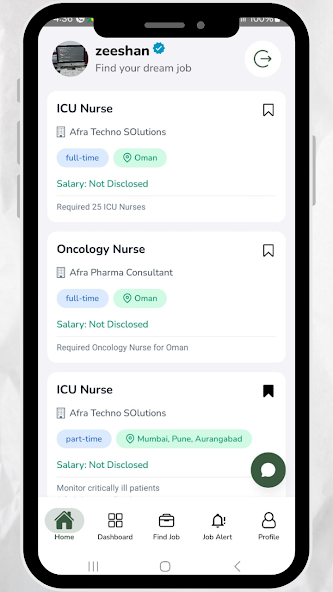 4:36
100%
zeeshan
Find your dream job
ICU Nurse
Afra Techno SOlutions
full-time
Oman
Salary: Not Disclosed
Required 25 ICU Nurses
Oncology Nurse
Afra Pharma Consultant
full-time
Oman
Salary: Not Disclosed
Required Oncology Nurse for Oman
ICU Nurse
Afra Techno SOlutions
part-time
Mumbai, Pune, Aurangabad
Salary: Not Disclosed
Monitor critically ill patients
Home Dashboard Find Job Job Alert Profile